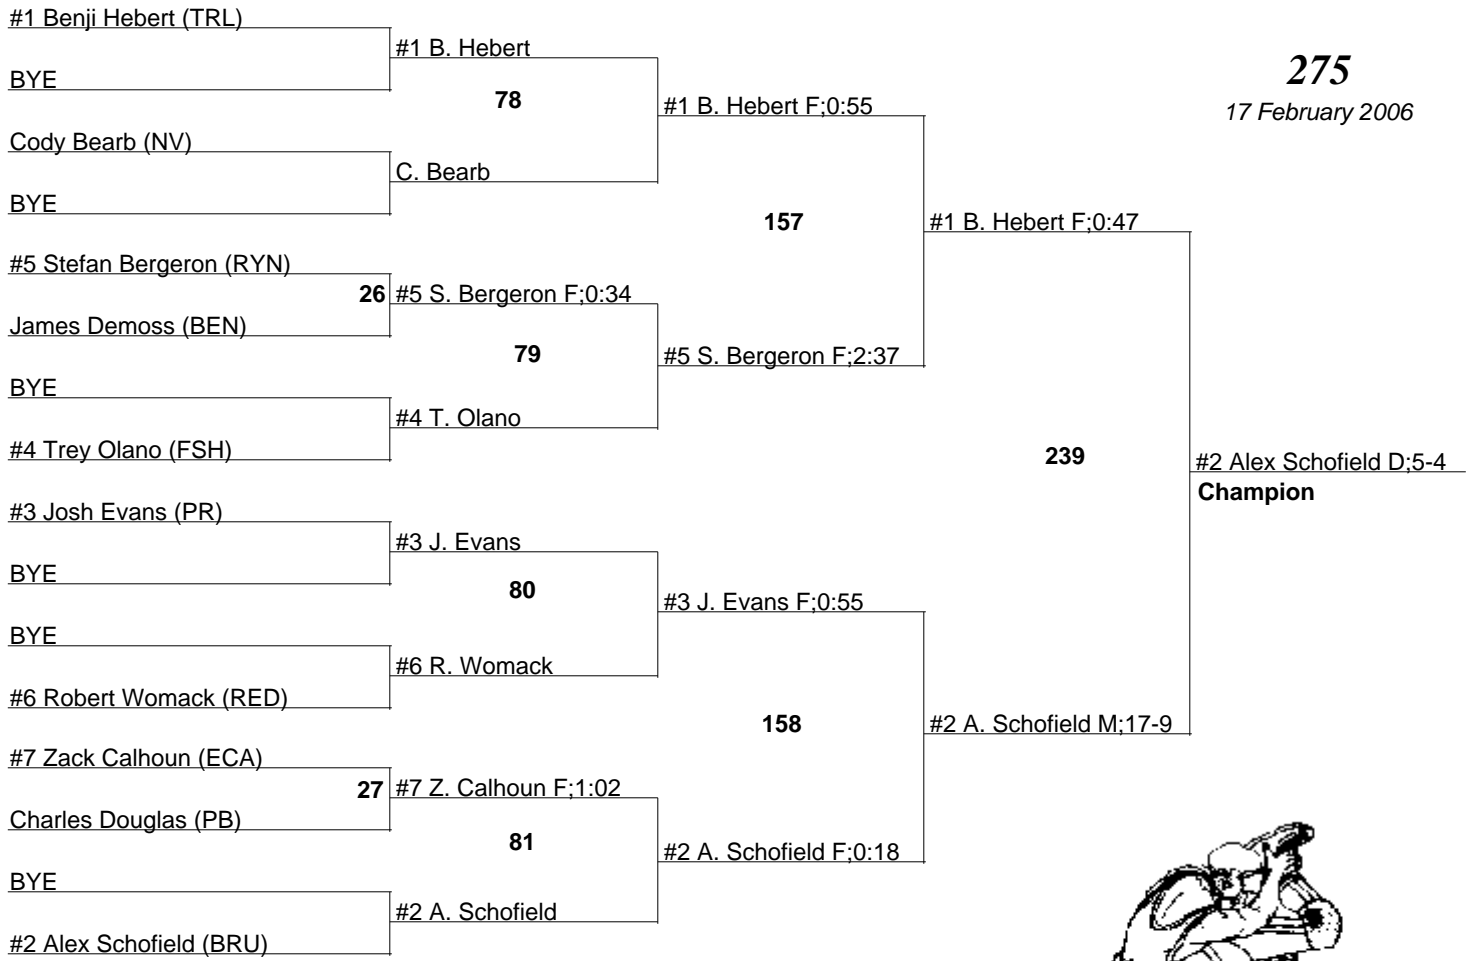 #1 Benji Hebert (TRL)
BYE
Cody Bearb (NV)
BYE
#5 Stefan Bergeron (RYN)
James Demoss (BEN)
BYE
#4 Trey Olano (FSH)
#3 Josh Evans (PR)
BYE
BYE
#6 Robert Womack (RED)
#7 Zack Calhoun (ECA)
Charles Douglas (PB)
BYE
#2 Alex Schofield (BRU)
26
27
#1 B. Hebert
C. Bearb
#5 S. Bergeron F;0:34
#4 T. Olano
#3 J. Evans
#6 R. Womack
#7 Z. Calhoun F;1:02
#2 A. Schofield
78
79
80
81
#1 B. Hebert F;0:55
#5 S. Bergeron F;2:37
#3 J. Evans F;0:55
#2 A. Schofield F;0:18
157
158
#1 B. Hebert F;0:47
#2 A. Schofield M;17-9
239
#2 Alex Schofield D;5-4
Champion
275
17 February 2006